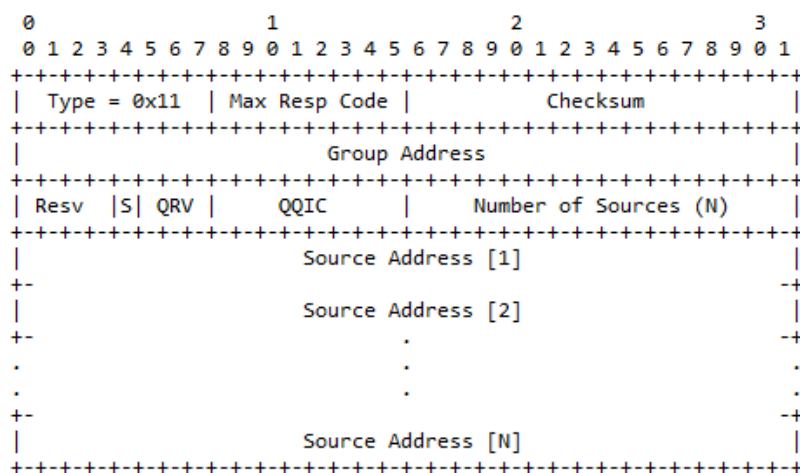 0                   1                   2                   3
 0 1 2 3 4 5 6 7 8 9 0 1 2 3 4 5 6 7 8 9 0 1 2 3 4 5 6 7 8 9 0 1
+-+-+-+-+-+-+-+-+-+-+-+-+-+-+-+-+-+-+-+-+-+-+-+-+-+-+-+-+-+-+-+-+
|  Type = 0x11  | Max Resp Code |           Checksum            |
+-+-+-+-+-+-+-+-+-+-+-+-+-+-+-+-+-+-+-+-+-+-+-+-+-+-+-+-+-+-+-+-+
|                         Group Address                         |
+-+-+-+-+-+-+-+-+-+-+-+-+-+-+-+-+-+-+-+-+-+-+-+-+-+-+-+-+-+-+-+-+
| Resv  |S| QRV |     QQIC      |     Number of Sources (N)     |
+-+-+-+-+-+-+-+-+-+-+-+-+-+-+-+-+-+-+-+-+-+-+-+-+-+-+-+-+-+-+-+-+
|                       Source Address [1]                      |
+-                                                             -+
|                       Source Address [2]                      |
+-                              .                              -+
.                               .                               .
.                               .                               .
+-                                                             -+
|                       Source Address [N]                      |
+-+-+-+-+-+-+-+-+-+-+-+-+-+-+-+-+-+-+-+-+-+-+-+-+-+-+-+-+-+-+-+-+